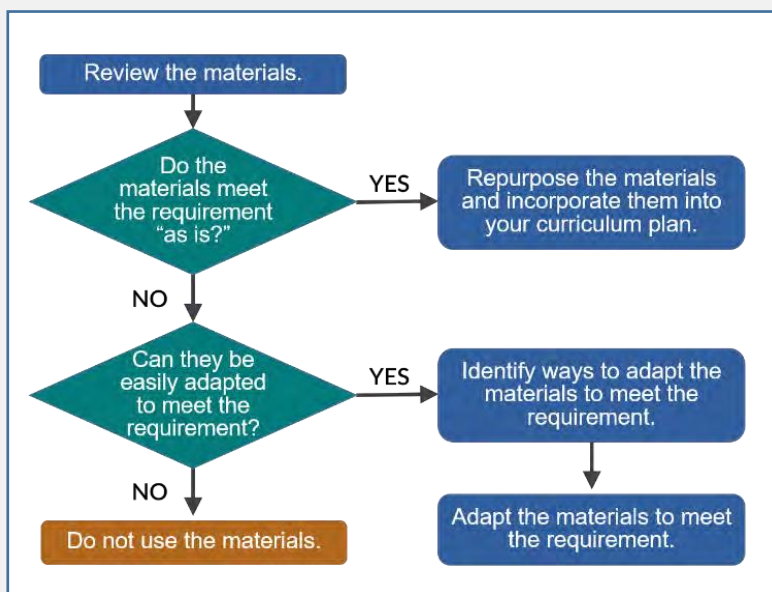 Review the materials.
Do the
materials meet
the requirement
“as is?”
YES
Repurpose the materials
and incorporate them into
your curriculum plan.
NO
Can they be
easily adapted
to meet the
requirement?
YES
Identify ways to adapt the
materials to meet the
requirement.
NO
Do not use the materials.
Adapt the materials to meet
the requirement.